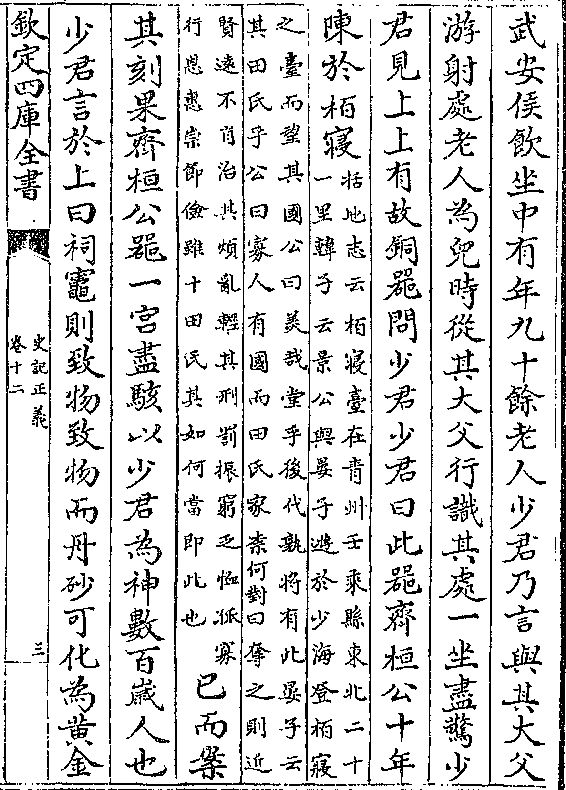 武安侯飲坐中有年九十餘老人少君乃言與其大父
游射處老人為兒時從其大父行識其處一坐盡驚少
君見上上有故銅器問少君少君曰此器齊桓公十年
陳於栢寢
括地志云栢寢臺在青州千乗縣東北二十
一里韓子云景公與晏子遊於少海登栢寢
之臺而望其國公曰美哉堂乎後代孰將有此晏子云
其田氏乎公曰寡人有國而田氏家柰何對曰奪之則近
賢遠不肖治其煩亂輕其刑罰振窮乏恤孤寡
行恩惠崇節儉雖十田氏其如何當即此也
已而案
其刻果齊桓公器一宮盡駭以少君為神數百嵗人也
少君言於上曰祠竈則致物致物而丹砂可化為黄金
欽定四庫全書
史記正義
卷十二
三